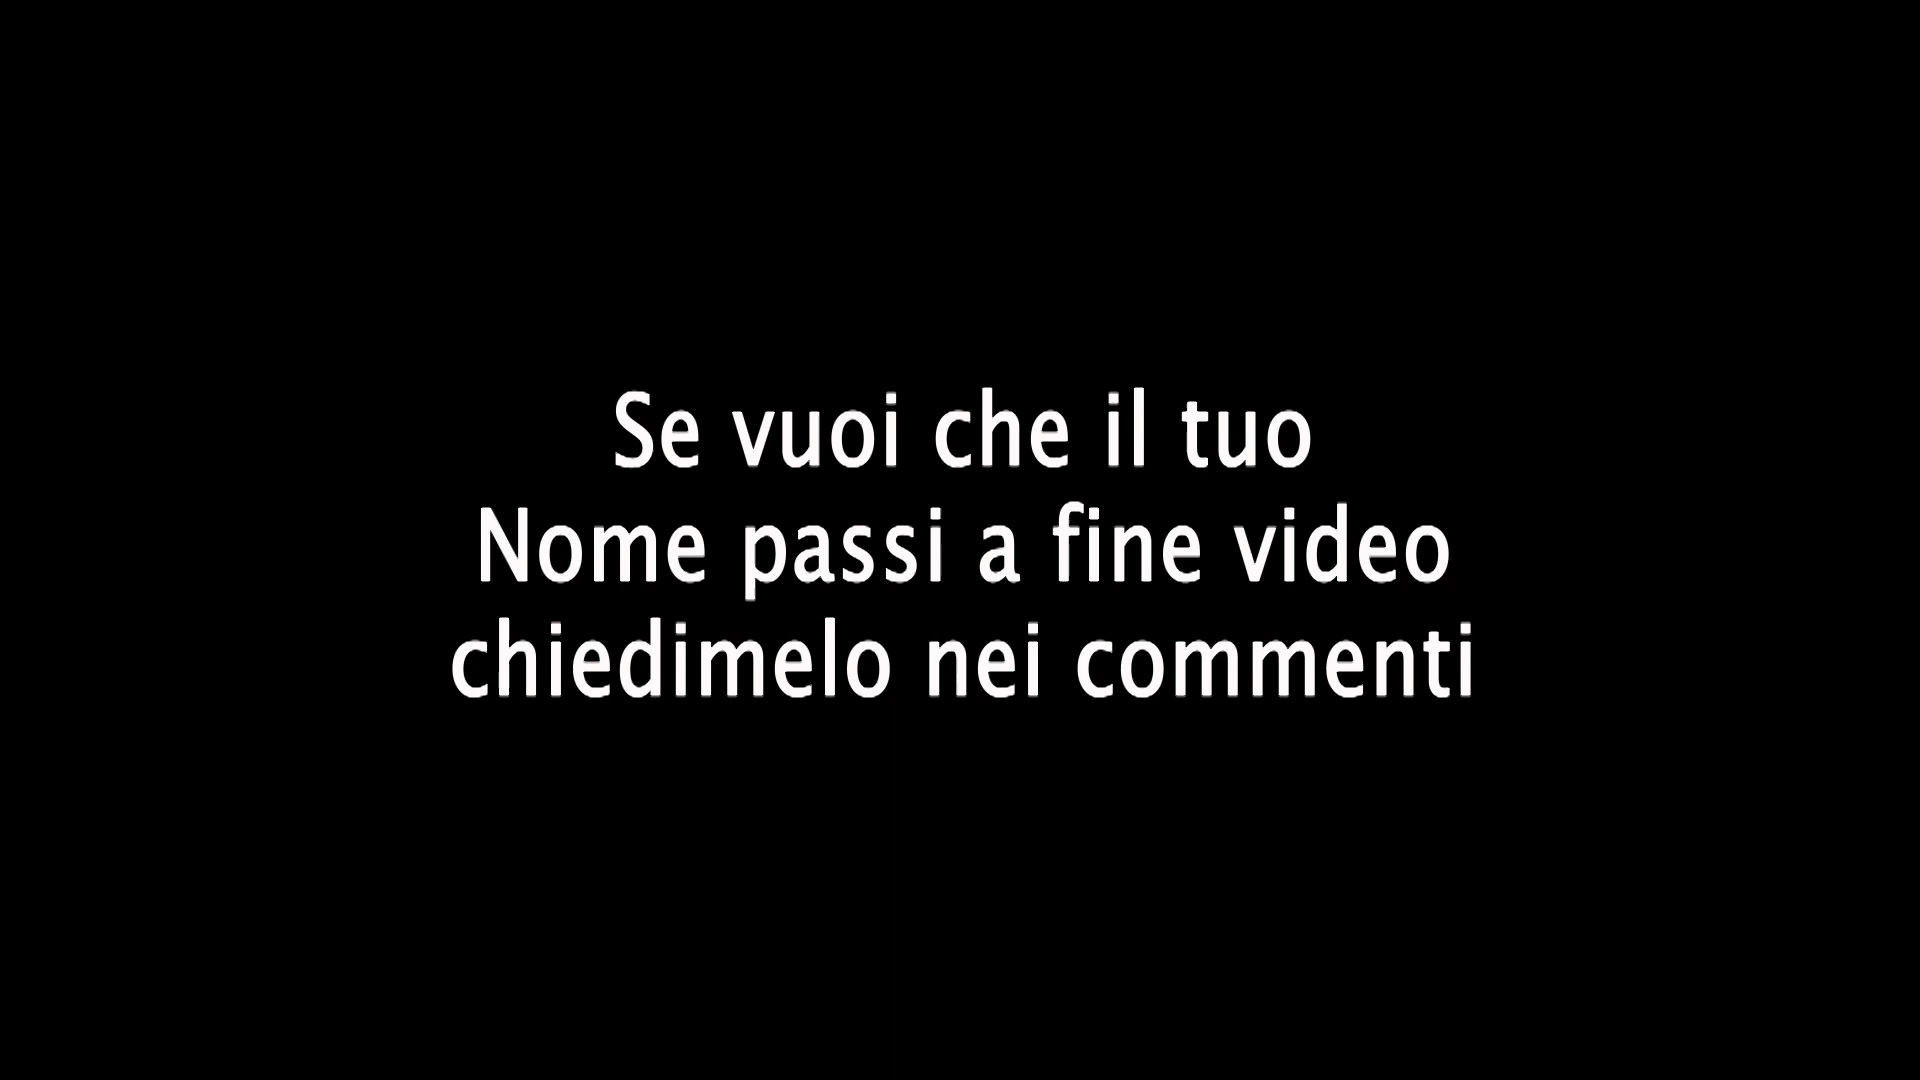 Se vuoi che il tuo
Nome passi a fine video
chiedimelo nei commenti